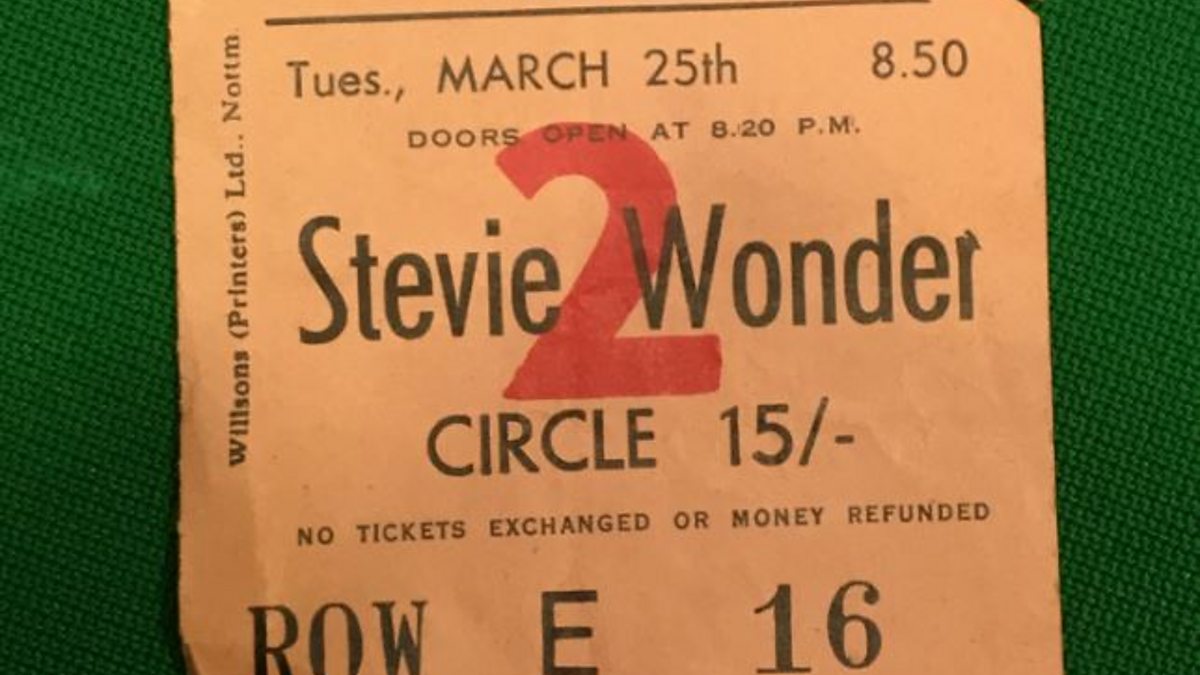 Tues., MARCH 25th 8.50
DOORS OPEN AT 8.20 P.M.
2
Stevie Wonder
CIRCLE 15/-
NO TICKETS EXCHANGED OR MONEY REFUNDED
ROW E 16
Willsons (Printers) Ltd.. Nottm.